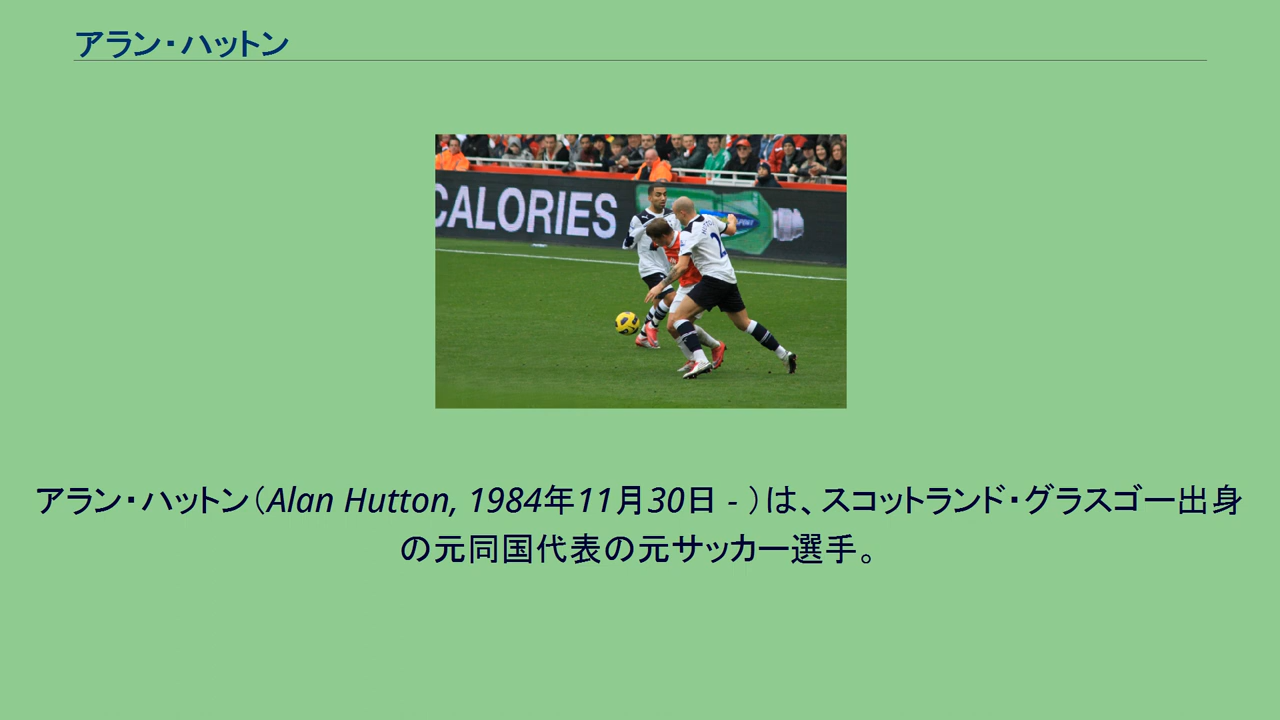 アラン・ハットン
CALORIES
2
アラン・ハットン（Alan Hutton, 1984年11月30日 - ）は、スコットランド・グラスゴー出身
の元同国代表の元サッカー選手。